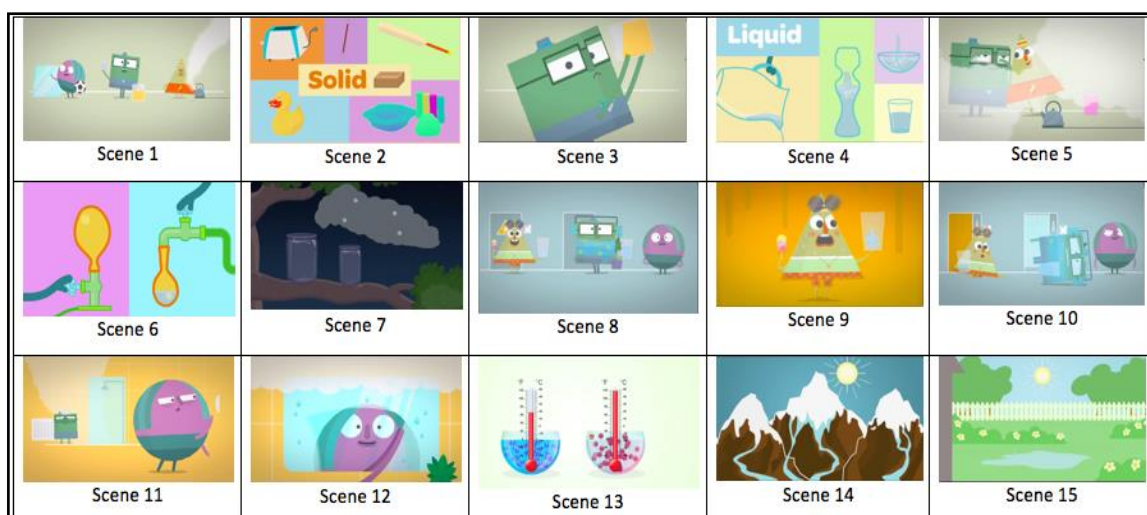 Solid
Liquid
Scene 1
Scene 2
Scene 3
Scene 4
Scene 5
Scene 6
Scene 7
Scene 8
Scene 9
Scene 10
Scene 11
Scene 12
°F °C °F °C
Scene 13
Scene 14
Scene 15